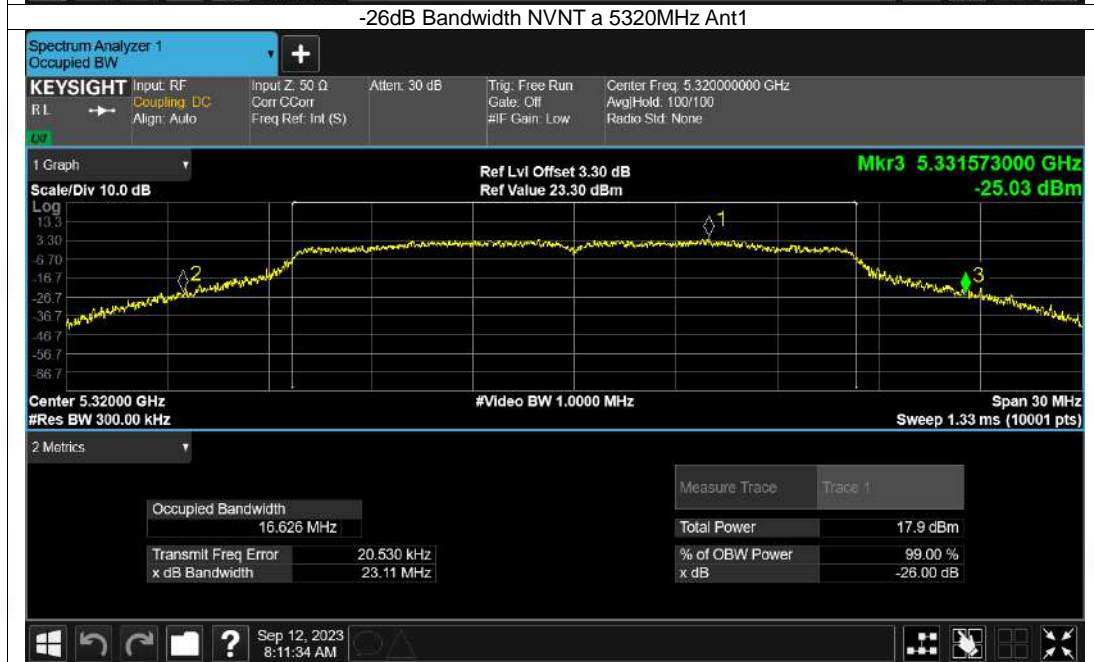 -26dB Bandwidth NVNT a 5320MHz Ant1
Spectrum Analyzer 1
Occupied BW
+
KEYSIGHT
R L
Input: RF
Coupling: DC
Align: Auto
Input Z: 50 Ω
Corr CCorr
Freq Ref: Int (S)
Atten: 30 dB
Trig: Free Run
Gate: Off
#IF Gain: Low
Center Freq: 5.320000000 GHz
Avg|Hold: 100/100
Radio Std: None
1 Graph
Scale/Div 10.0 dB
Ref Lvl Offset 3.30 dB
Ref Value 23.30 dBm
Mkr3 5.331573000 GHz
-25.03 dBm
Log
13.3
3.30
-6.70
-16.7
-26.7
-36.7
-46.7
-56.7
-66.7
1
2
3
Center 5.32000 GHz
#Res BW 300.00 kHz
#Video BW 1.0000 MHz
Span 30 MHz
Sweep 1.33 ms (10001 pts)
2 Metrics
Measure Trace Trace 1
Occupied Bandwidth
16.626 MHz
Total Power 17.9 dBm
Transmit Freq Error 20.530 kHz
% of OBW Power 99.00 %
x dB Bandwidth 23.11 MHz
x dB -26.00 dB
?
Sep 12, 2023
8:11:34 AM